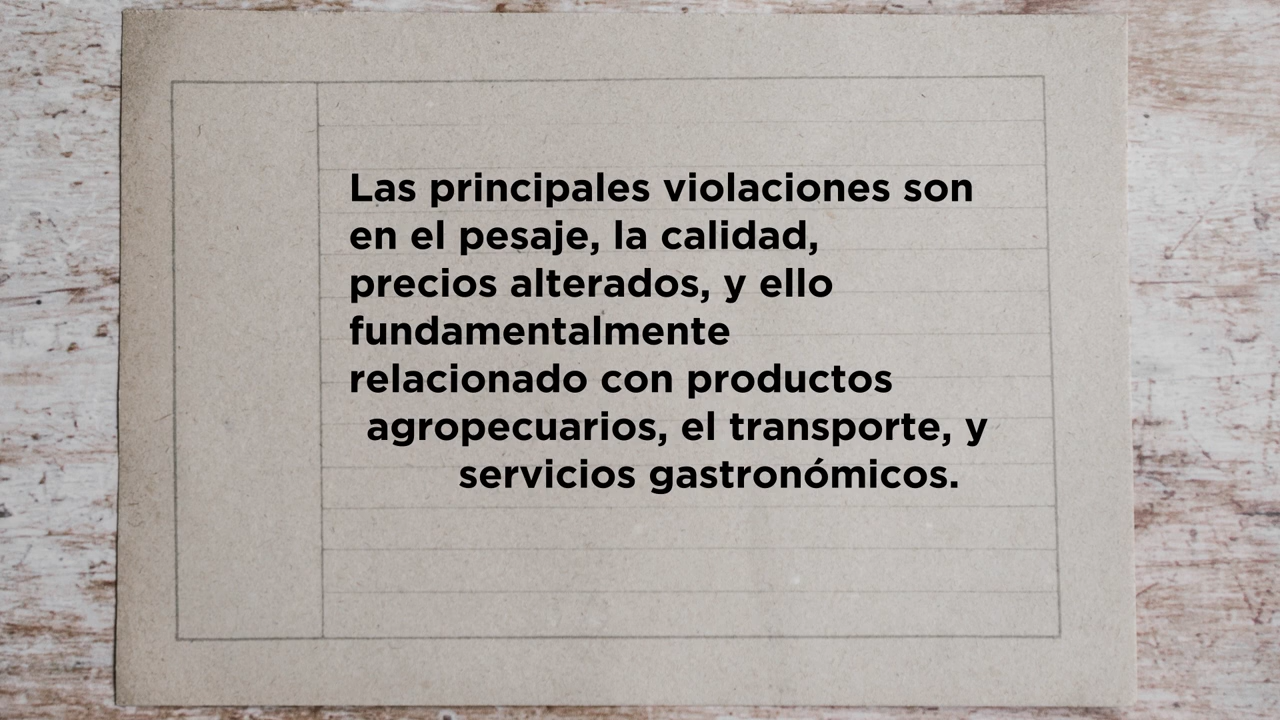 Las principales violaciones son
en el pesaje, la calidad,
precios alterados, y ello
fundamentalmente
relacionado con productos
agropecuarios, el transporte, y
servicios gastronómicos.